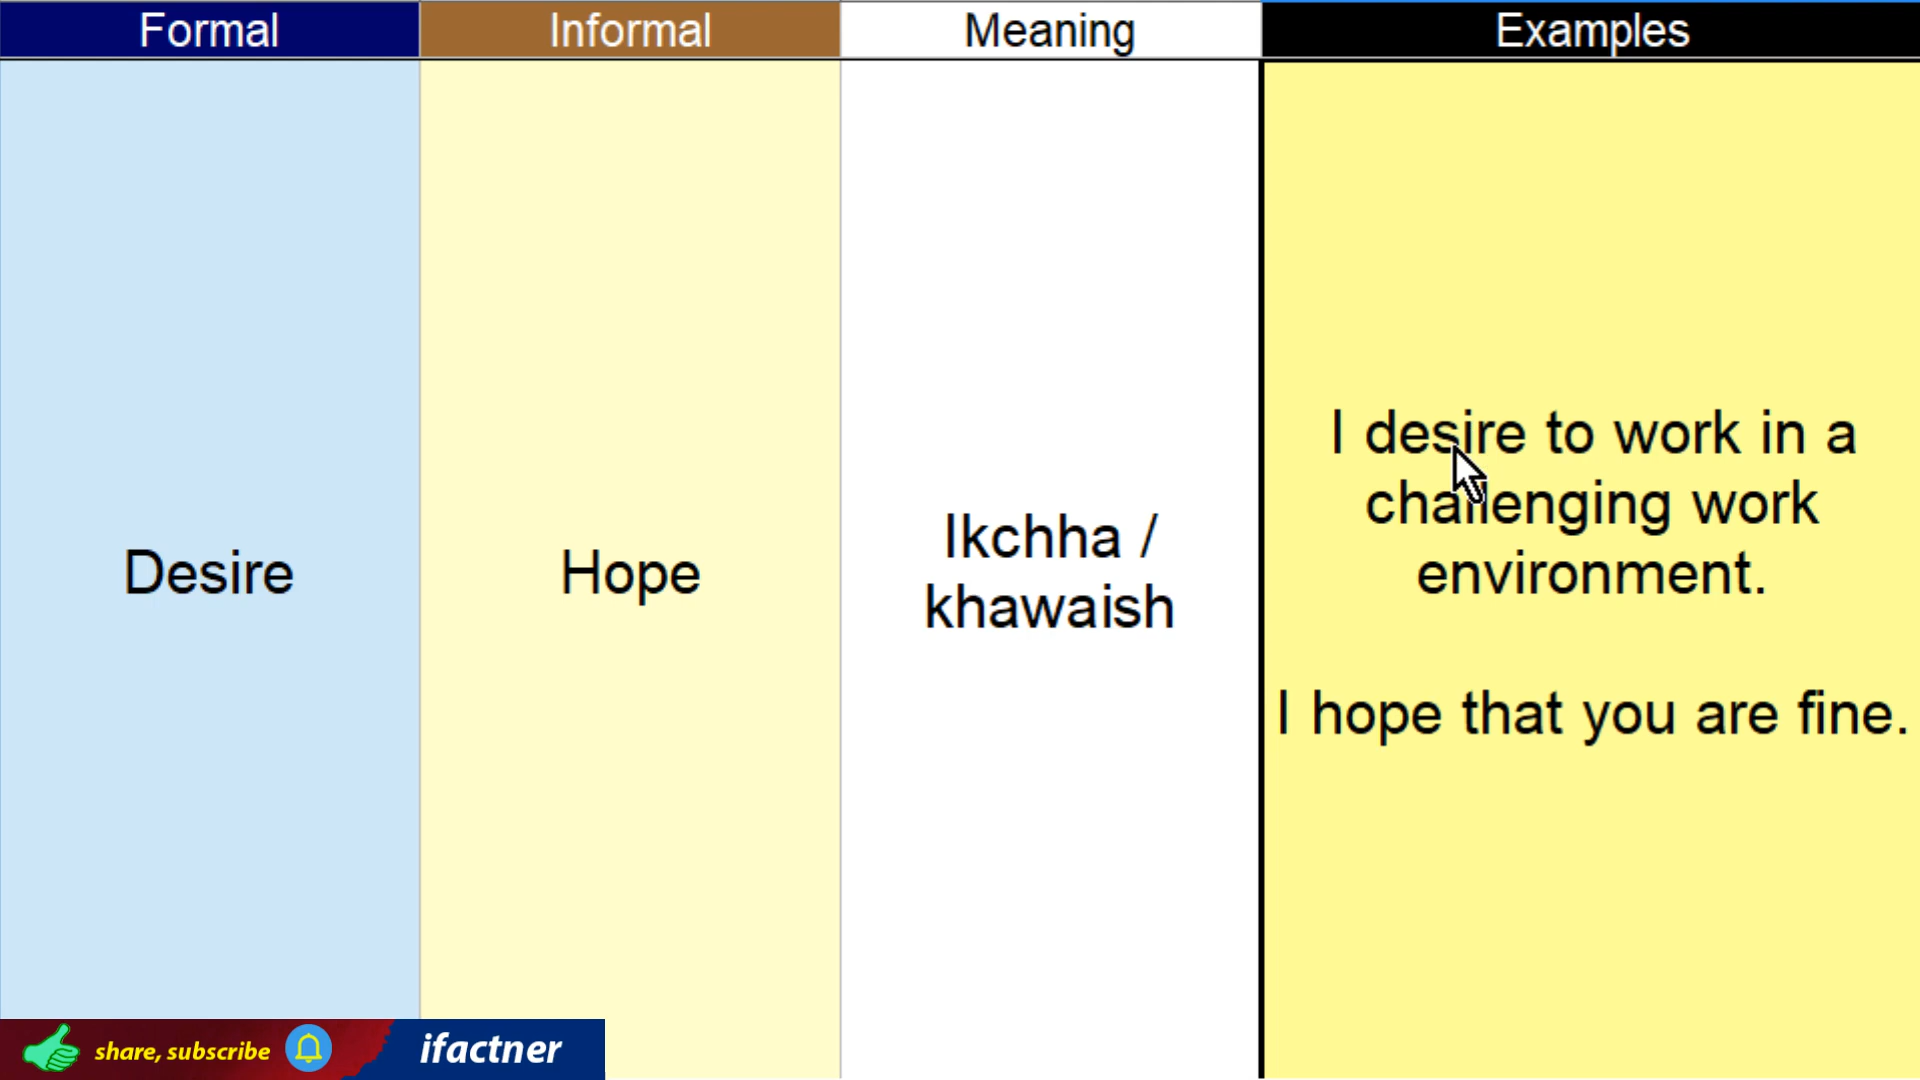 Formal Informal Meaning Examples
Desire
Hope
Ikchha /
khawaish
I desire to work in a
challenging work
environment.
I hope that you are fine.
share, subscribe
ifactner